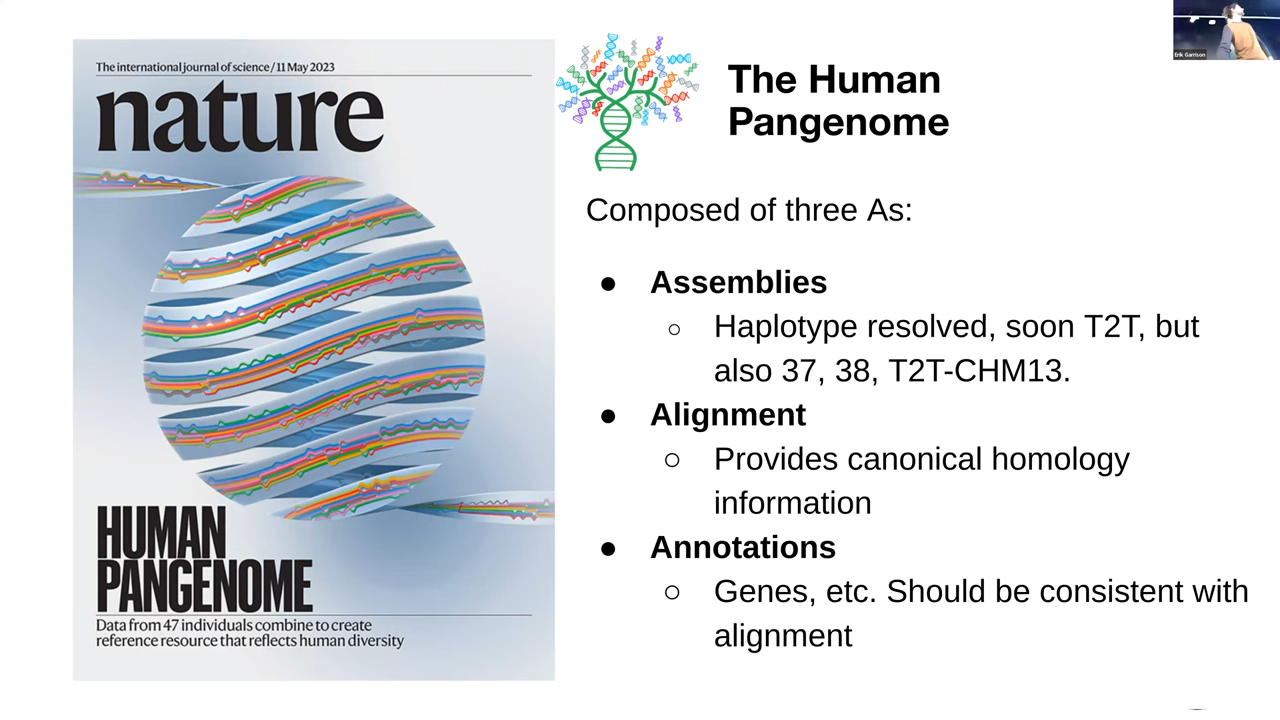 The international journal of science / 11 May 2023
nature
HUMAN
PANGENOME
Data from 47 individuals combine to create
reference resource that reflects human diversity
The Human
Pangenome
Composed of three As:
● Assemblies
○ Haplotype resolved, soon T2T, but
also 37, 38, T2T-CHM13.
● Alignment
○ Provides canonical homology
information
● Annotations
○ Genes, etc. Should be consistent with
alignment
Erik Garrison